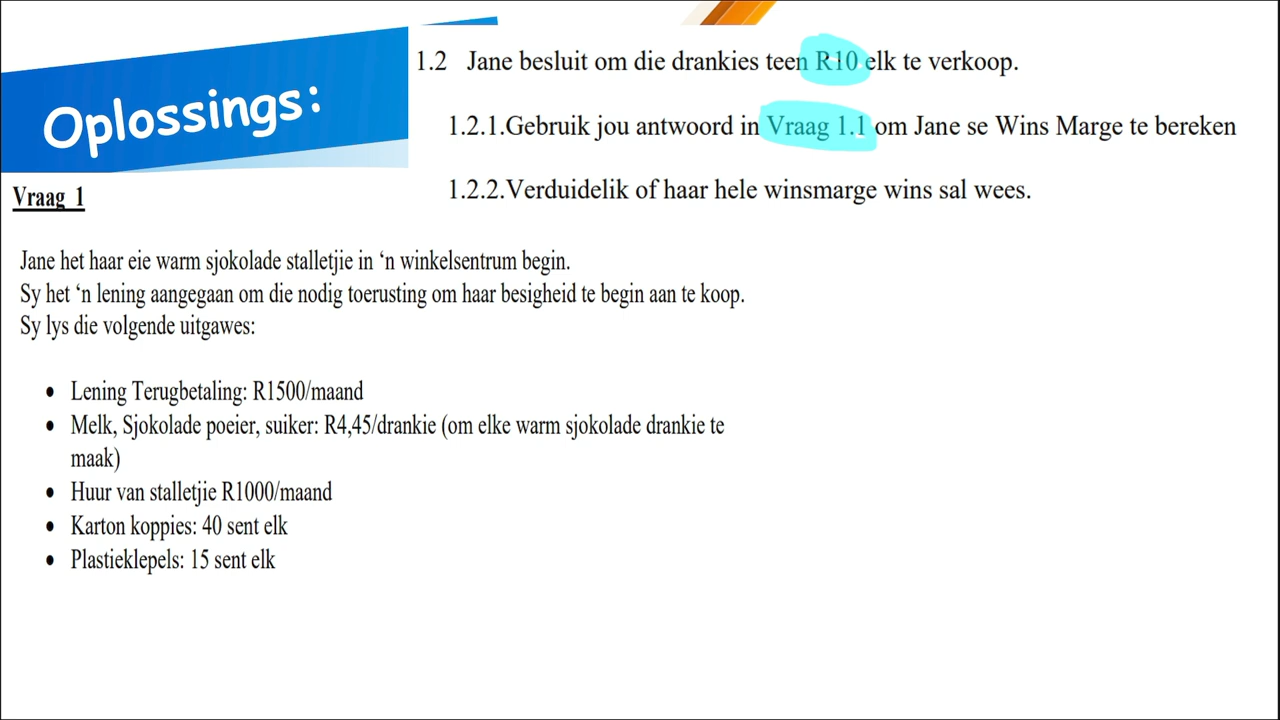 Oplossings:
1.2 Jane besluit om die drankies teen R10 elk te verkoop.
1.2.1.Gebruik jou antwoord in Vraag 1.1 om Jane se Wins Marge te bereken
1.2.2.Verduidelik of haar hele winsmarge wins sal wees.
Vraag 1
Jane het haar eie warm sjokolade stalletjie in ‘n winkelsentrum begin.
Sy het ‘n lening aangegaan om die nodig toerusting om haar besigheid te begin aan te koop.
Sy lys die volgende uitgawes:
• Lening Terugbetaling: R1500/maand
• Melk, Sjokolade poeier, suiker: R4,45/drankie (om elke warm sjokolade drankie te
maak)
• Huur van stalletjie R1000/maand
• Karton koppies: 40 sent elk
• Plastieklepels: 15 sent elk